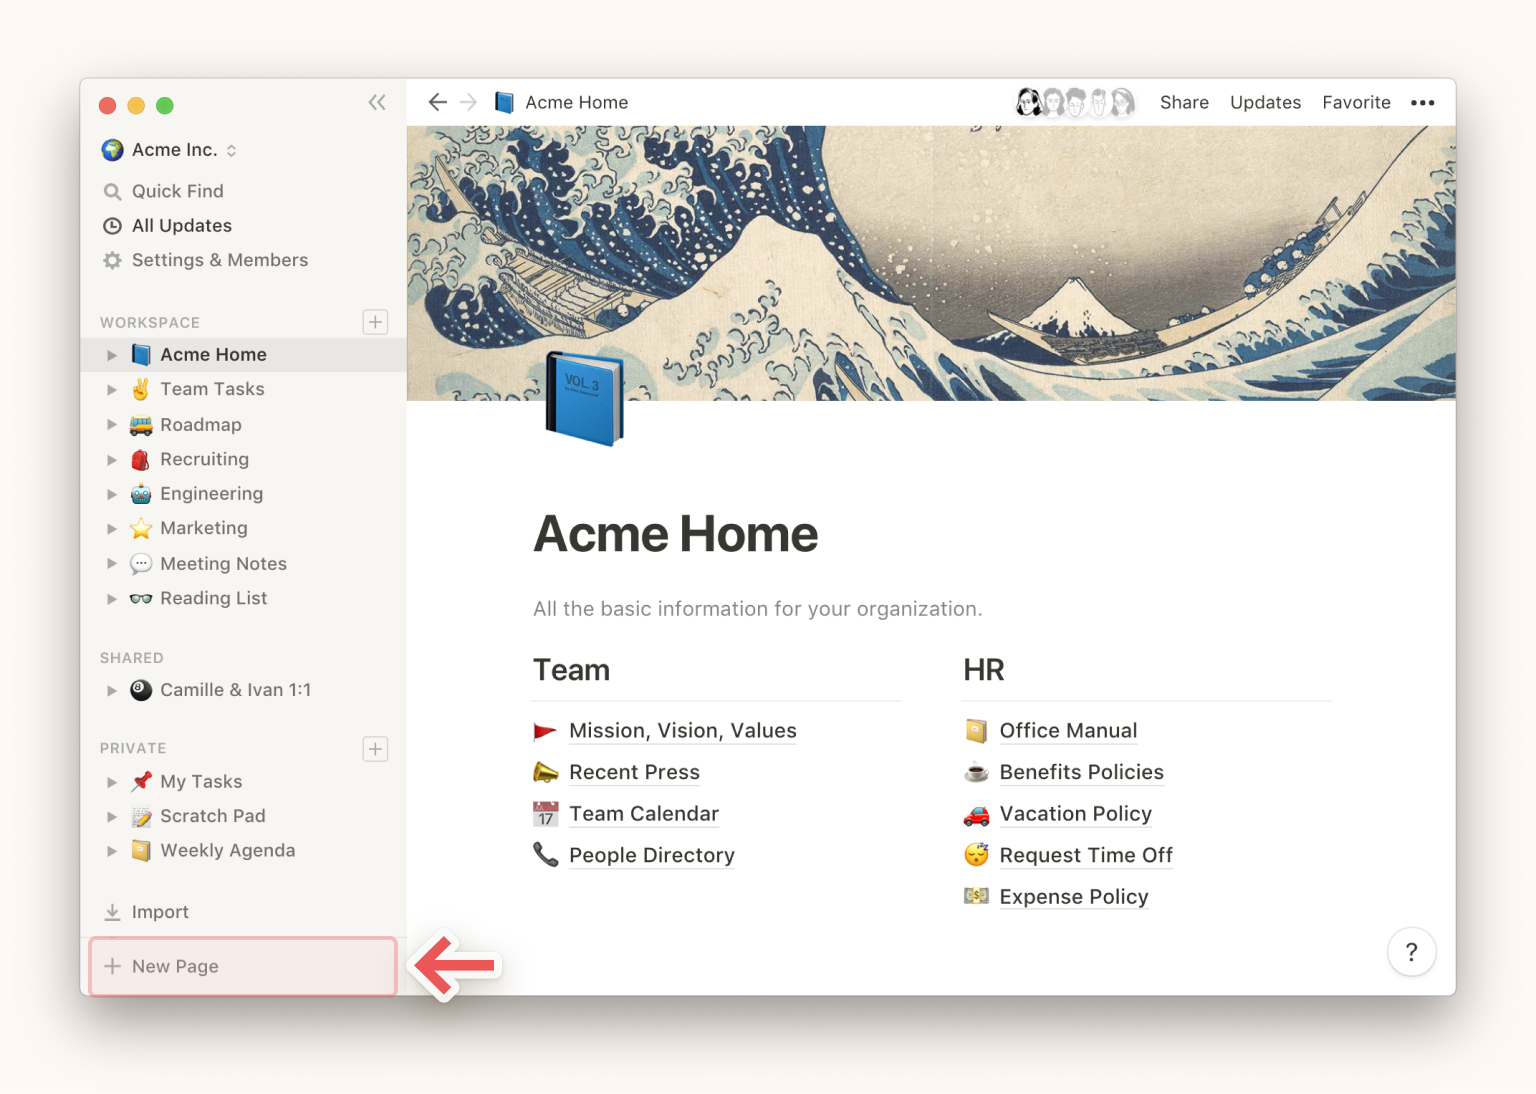 Acme Home
Share
Updates
Favorite
Acme Inc.
Quick Find
All Updates
Settings & Members
WORKSPACE
Acme Home
Team Tasks
Roadmap
Recruiting
Engineering
Marketing
Meeting Notes
Reading List
SHARED
8
Camille & Ivan 1:1
PRIVATE
My Tasks
Scratch Pad
Weekly Agenda
Import
New Page
VOL. 3
Acme Home
All the basic information for your organization.
Team
Mission, Vision, Values
Recent Press
17
Team Calendar
People Directory
HR
Office Manual
Benefits Policies
Vacation Policy
Request Time Off
Expense Policy
?